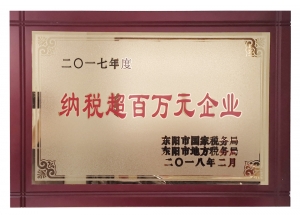 二〇一七年度
纳税超百万元企业
东阳市国家税务局
东阳市地方税务局
二〇一八年二月